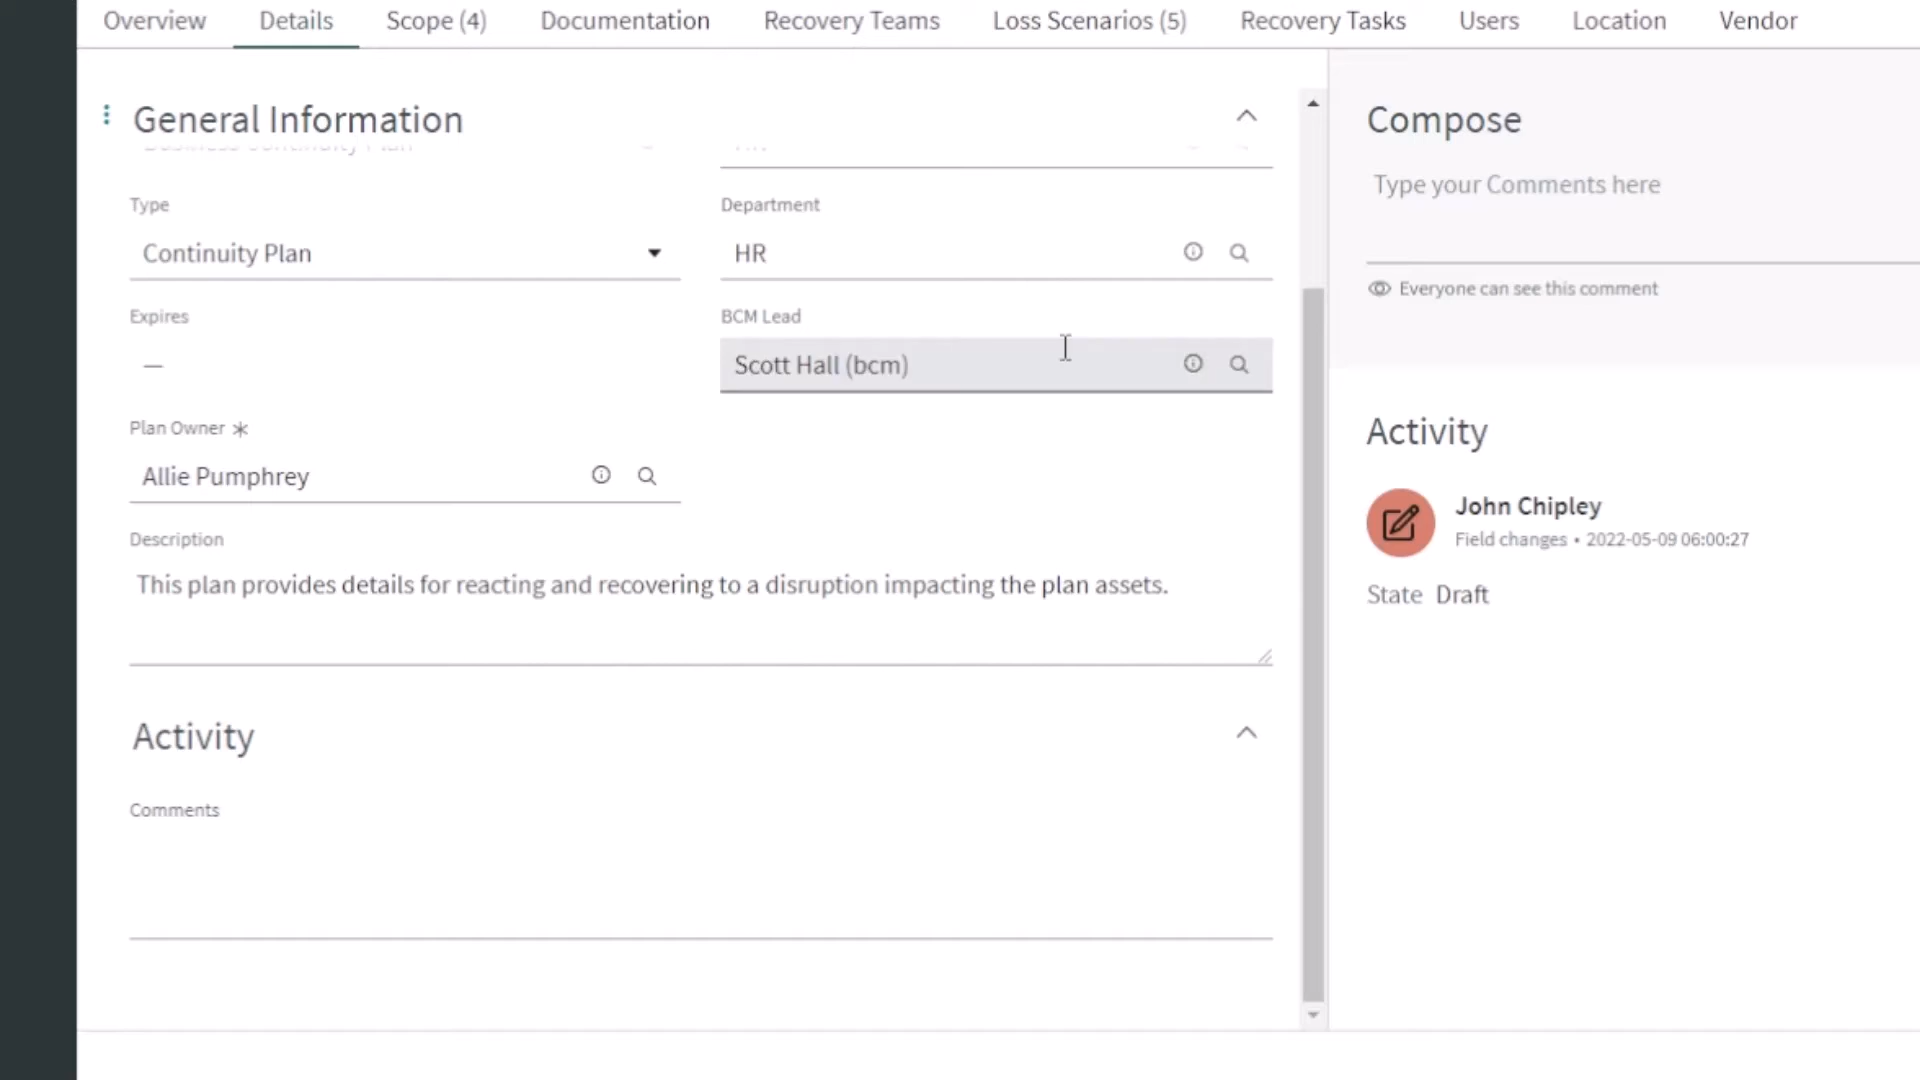 Overview Details Scope (4) Documentation Recovery Teams Loss Scenarios (5) Recovery Tasks Users Location Vendor
General Information
Type
Continuity Plan
Department
HR
Expires
—
BCM Lead
Scott Hall (bcm)
Plan Owner *
Allie Pumphrey
Description
This plan provides details for reacting and recovering to a disruption impacting the plan assets.
Activity
Comments
Compose
Type your Comments here
Everyone can see this comment
Activity
John Chipley
Field changes • 2022-05-09 06:00:27
State Draft